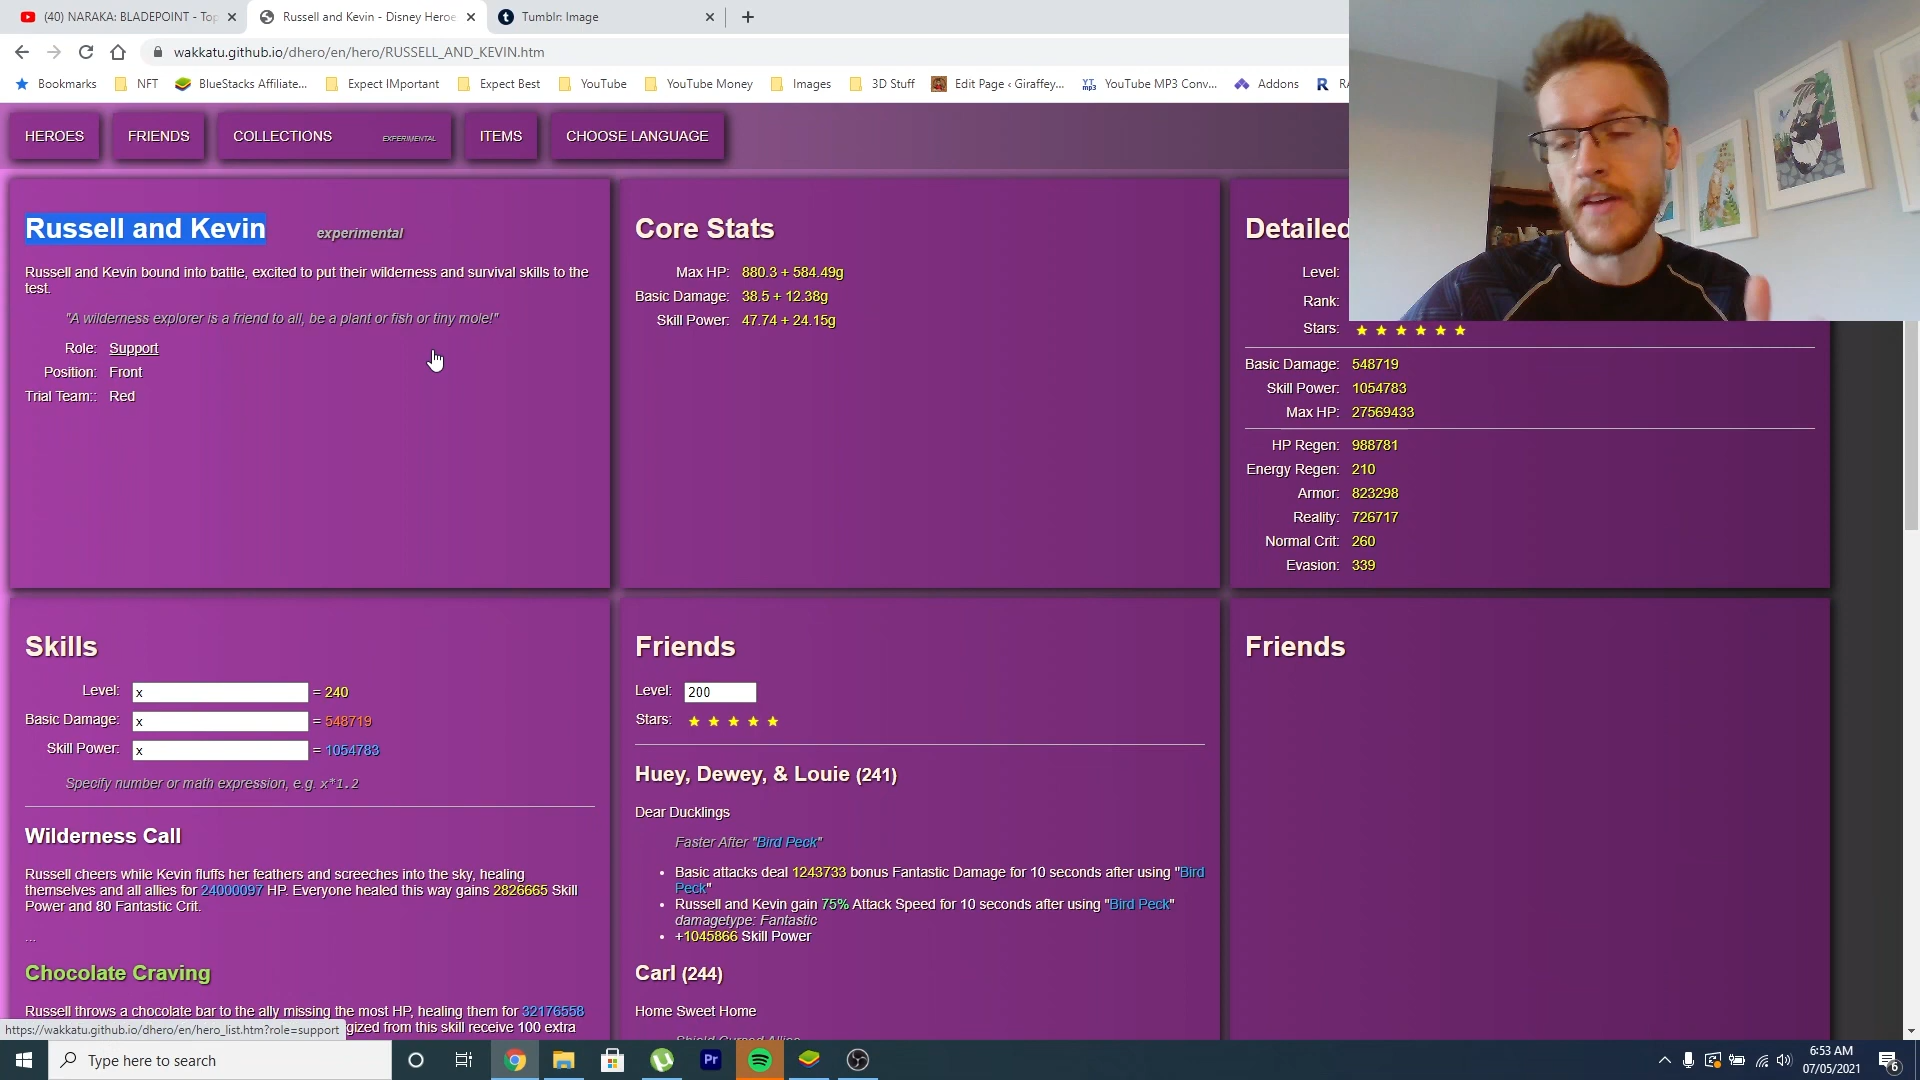 (40) NARAKA: BLADEPOINT - Top
Russell and Kevin - Disney Heroe
Tumblr: Image
wakkatu.github.io/dhero/en/hero/RUSSELL_AND_KEVIN.htm
Bookmarks NFT BlueStacks Affiliate... Expect IMportant Expect Best YouTube YouTube Money Images 3D Stuff Edit Page ‹ Giraffey... YouTube MP3 Conv... Addons
HEROES FRIENDS COLLECTIONS EXPERIMENTAL ITEMS CHOOSE LANGUAGE
Russell and Kevin experimental
Russell and Kevin bound into battle, excited to put their wilderness and survival skills to the
test.
"A wilderness explorer is a friend to all, be a plant or fish or tiny mole!"
Role: Support
Position: Front
Trial Team:: Red
Core Stats
Max HP: 880.3 + 584.49g
Basic Damage: 38.5 + 12.38g
Skill Power: 47.74 + 24.15g
Detailed
Level:
Rank:
Stars: ★ ★ ★ ★ ★ ★
Basic Damage: 548719
Skill Power: 1054783
Max HP: 27569433
HP Regen: 988781
Energy Regen: 210
Armor: 823298
Reality: 726717
Normal Crit: 260
Evasion: 339
Skills
Level: x = 240
Basic Damage: x = 548719
Skill Power: x = 1054783
Specify number or math expression, e.g. x*1.2
Wilderness Call
Russell cheers while Kevin fluffs her feathers and screeches into the sky, healing
themselves and all allies for 24000097 HP. Everyone healed this way gains 2826665 Skill
Power and 80 Fantastic Crit.
...
Chocolate Craving
Russell throws a chocolate bar to the ally missing the most HP, healing them for 32176558
gized from this skill receive 100 extra
Friends
Level: 200
Stars: ★ ★ ★ ★ ★
Huey, Dewey, & Louie (241)
Dear Ducklings
Faster After "Bird Peck"
• Basic attacks deal 1243733 bonus Fantastic Damage for 10 seconds after using "Bird
Peck"
• Russell and Kevin gain 75% Attack Speed for 10 seconds after using "Bird Peck"
damagetype: Fantastic
• +1045866 Skill Power
Carl (244)
Home Sweet Home
Shield Cursed Allies
Friends
https://wakkatu.github.io/dhero/en/hero_list.htm?role=support
Type here to search
6:53 AM
07/05/2021
6